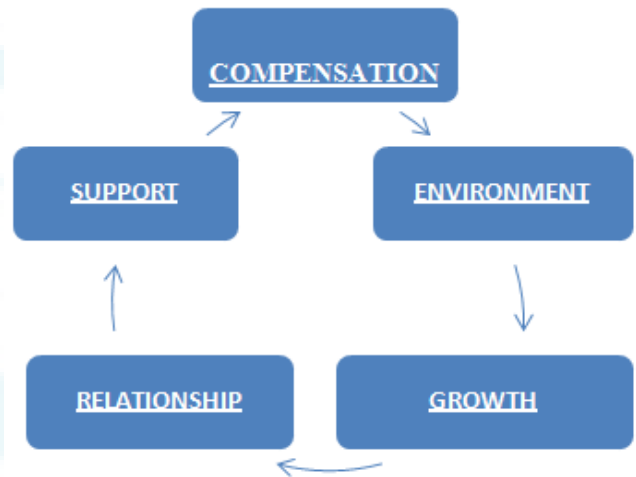 COMPENSATION
SUPPORT
ENVIRONMENT
RELATIONSHIP
GROWTH